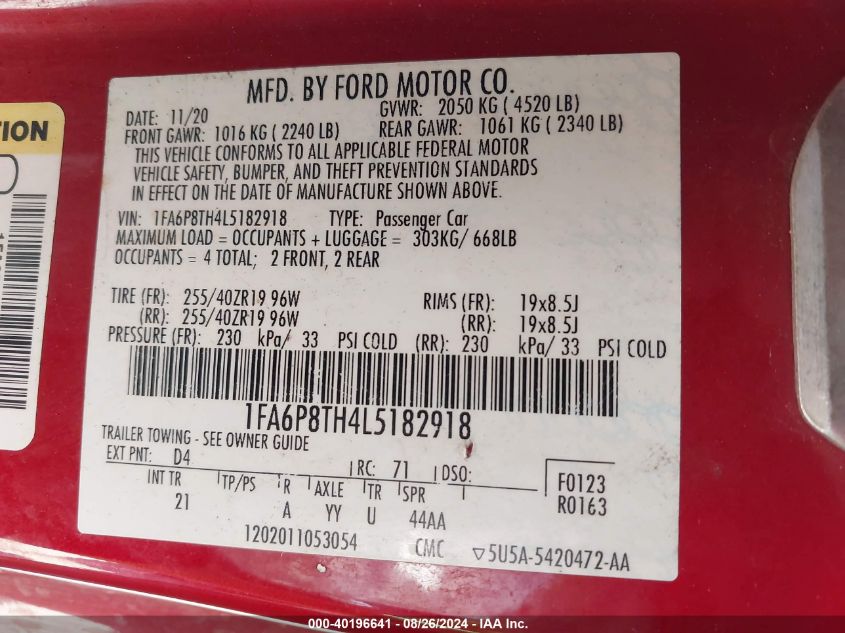 TION
MFD. BY FORD MOTOR CO.
DATE: 11/20 GVWR: 2050 KG ( 4520 LB)
FRONT GAWR: 1016 KG ( 2240 LB) REAR GAWR: 1061 KG ( 2340 LB)
THIS VEHICLE CONFORMS TO ALL APPLICABLE FEDERAL MOTOR
VEHICLE SAFETY, BUMPER, AND THEFT PREVENTION STANDARDS
IN EFFECT ON THE DATE OF MANUFACTURE SHOWN ABOVE.
VIN: 1FA6P8TH4L5182918 TYPE: Passenger Car
MAXIMUM LOAD = OCCUPANTS + LUGGAGE = 303KG/ 668LB
OCCUPANTS = 4 TOTAL; 2 FRONT, 2 REAR
TIRE (FR): 255/40ZR19 96W RIMS (FR): 19x8.5J
(RR): 255/40ZR19 96W (RR): 19x8.5J
PRESSURE (FR): 230 kPa/ 33 PSI COLD (RR): 230 kPa/ 33 PSI COLD
1FA6P8TH4L5182918
TRAILER TOWING - SEE OWNER GUIDE
EXT PNT: D4 RC: 71 DSO: F0123
INT TR TP/PS R AXLE TR SPR R0163
21 A YY U 44AA
1202011053054 CMC ▽5U5A-5420472-AA
000-40196641 - 08/26/2024 - IAA Inc.